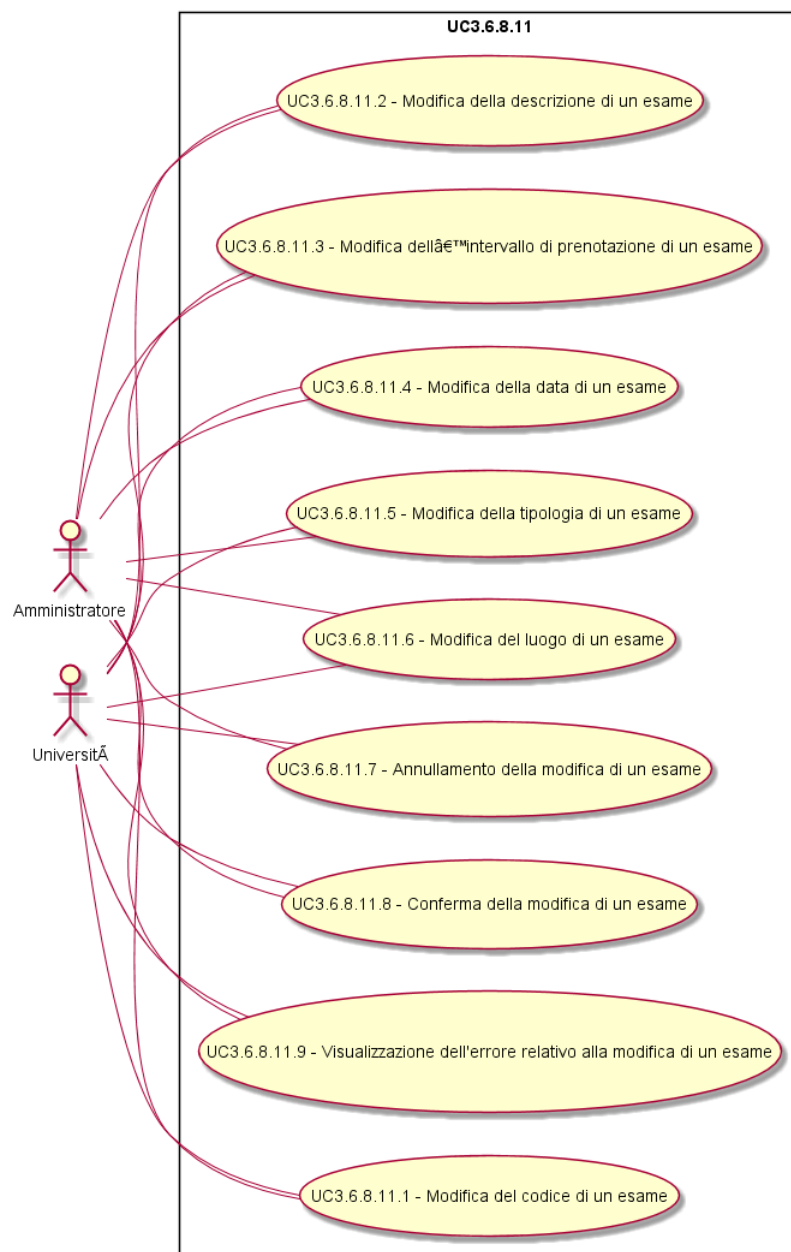 UC3.6.8.11
UC3.6.8.11.2 - Modifica della descrizione di un esame
UC3.6.8.11.3 - Modifica dellâ€™intervallo di prenotazione di un esame
UC3.6.8.11.4 - Modifica della data di un esame
UC3.6.8.11.5 - Modifica della tipologia di un esame
Amministratore
UC3.6.8.11.6 - Modifica del luogo di un esame
UniversitÃ
UC3.6.8.11.7 - Annullamento della modifica di un esame
UC3.6.8.11.8 - Conferma della modifica di un esame
UC3.6.8.11.9 - Visualizzazione dell'errore relativo alla modifica di un esame
UC3.6.8.11.1 - Modifica del codice di un esame